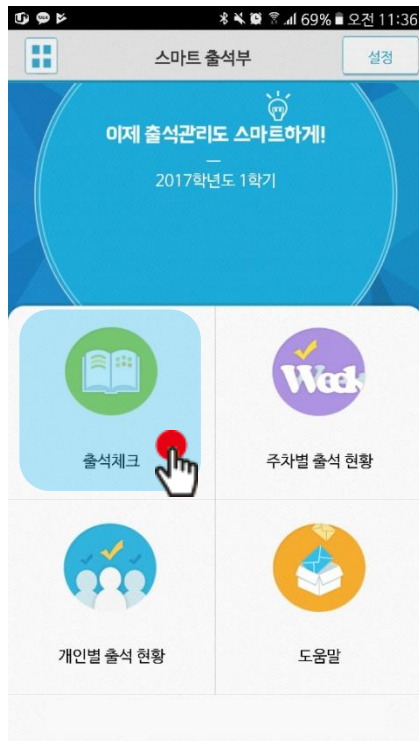 69% 오전 11:36
스마트 출석부
설정
이제 출석관리도 스마트하게!
2017학년도 1학기
Week
출석체크
주차별 출석 현황
개인별 출석 현황
도움말